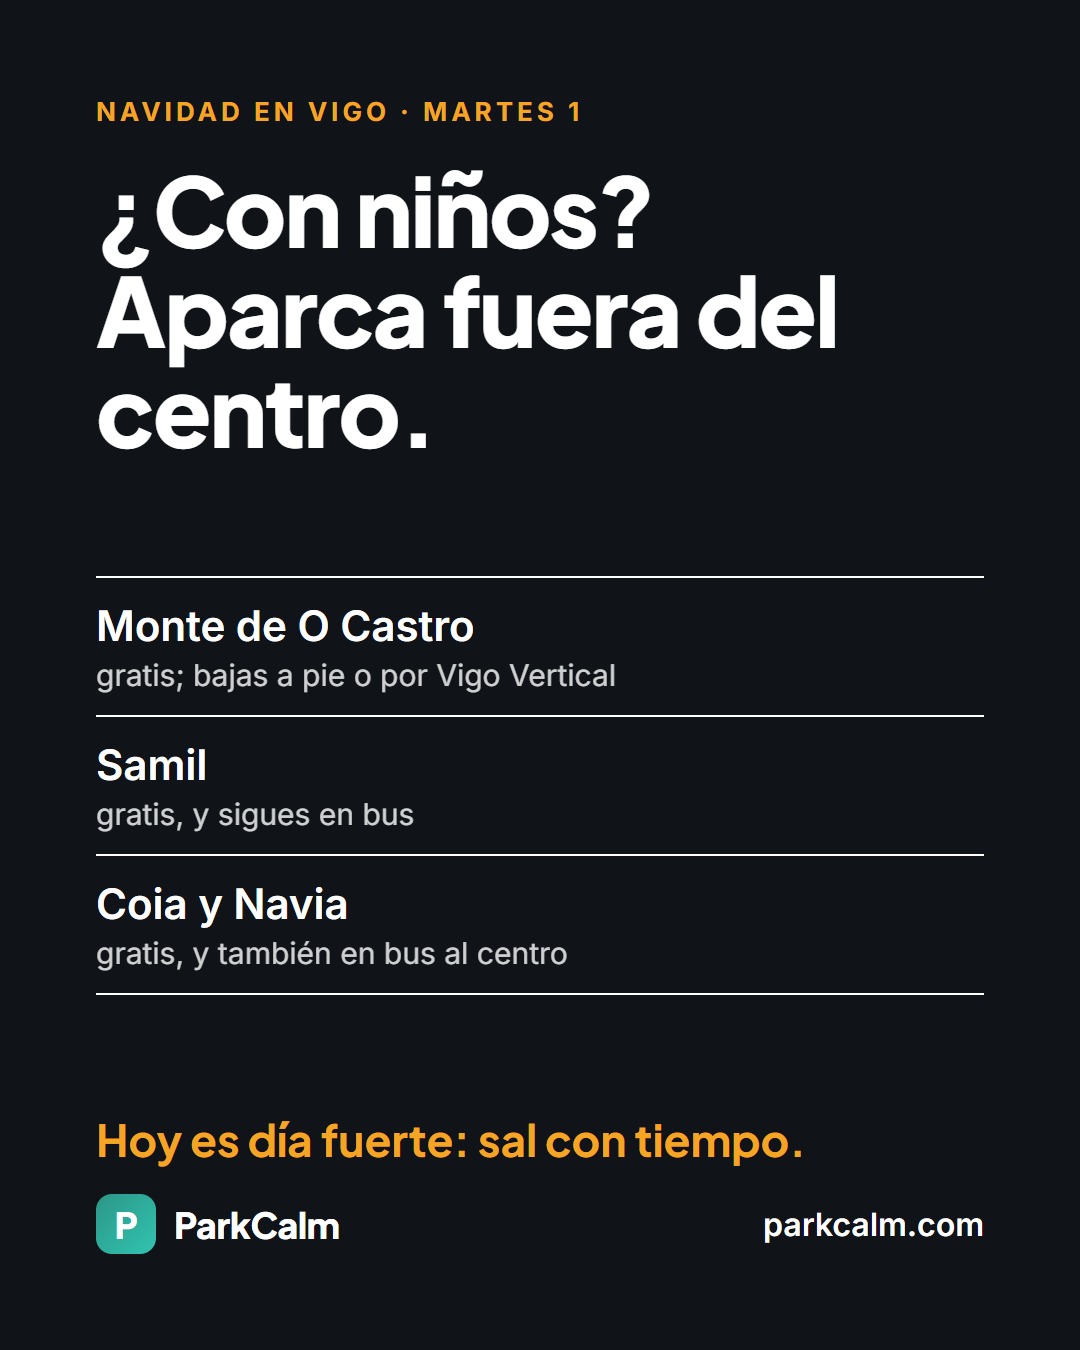 NAVIDAD EN VIGO · MARTES 1
¿Con niños?
Aparca fuera del
centro.
Monte de O Castro
gratis; bajas a pie o por Vigo Vertical
Samil
gratis, y sigues en bus
Coia y Navia
gratis, y también en bus al centro
Hoy es día fuerte: sal con tiempo.
P ParkCalm
parkcalm.com